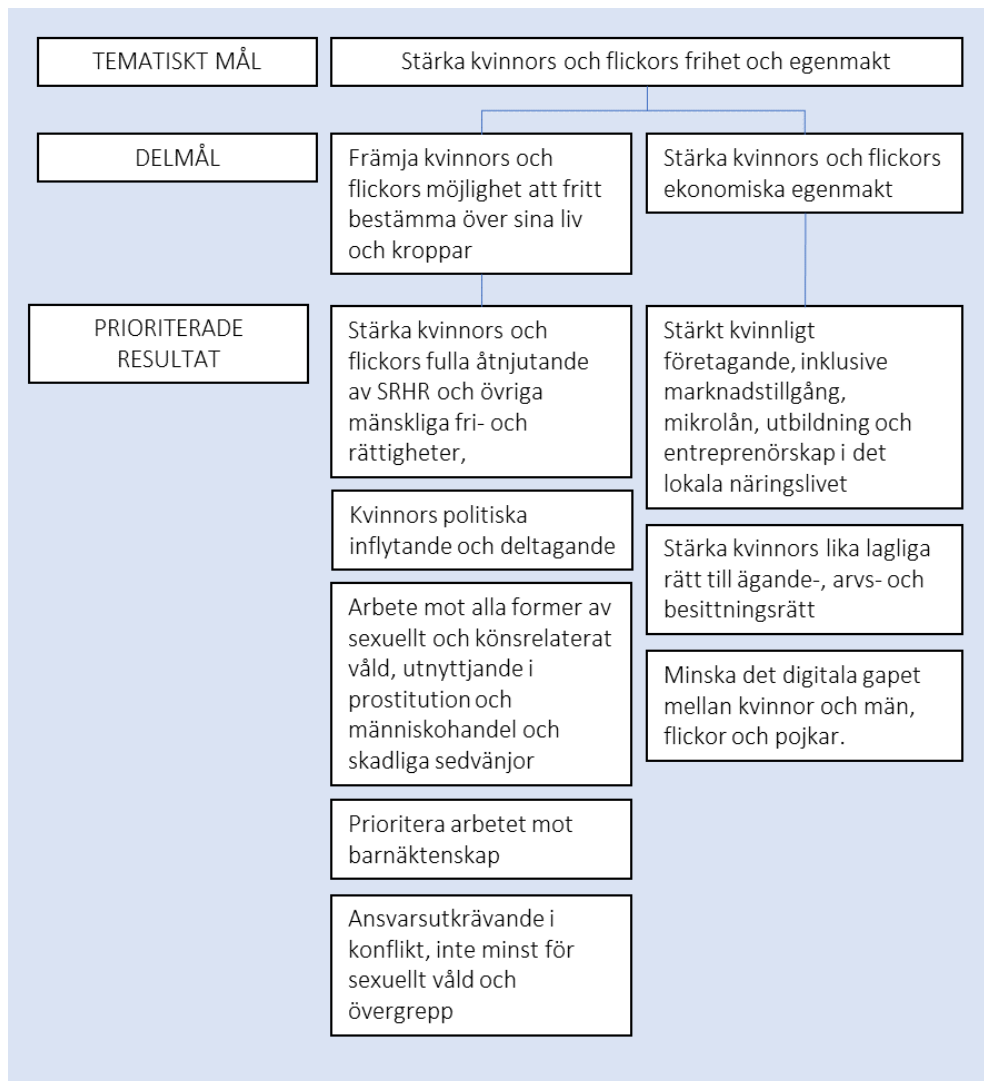 TEMATISKT MÅL
Stärka kvinnors och flickors frihet och egenmakt
DELMÅL
Främja kvinnors och
flickors möjlighet att fritt
bestämma över sina liv
och kroppar
Stärka kvinnors och flickors
ekonomiska egenmakt
PRIORITERADE
RESULTAT
Stärka kvinnors och
flickors fulla åtnjutande
av SRHR och övriga
mänskliga fri- och
rättigheter,
Kvinnors politiska
inflytande och deltagande
Arbete mot alla former av
sexuellt och könsrelaterat
våld, utnyttjande i
prostitution och
människohandel och
skadliga sedvänjor
Prioritera arbetet mot
barnäktenskap
Ansvarsutkrävande i
konflikt, inte minst för
sexuellt våld och
övergrepp
Stärkt kvinnligt
företagande, inklusive
marknadstillgång,
mikrolån, utbildning och
entreprenörskap i det
lokala näringslivet
Stärka kvinnors lika lagliga
rätt till ägande-, arvs- och
besittningsrätt
Minska det digitala gapet
mellan kvinnor och män,
flickor och pojkar.